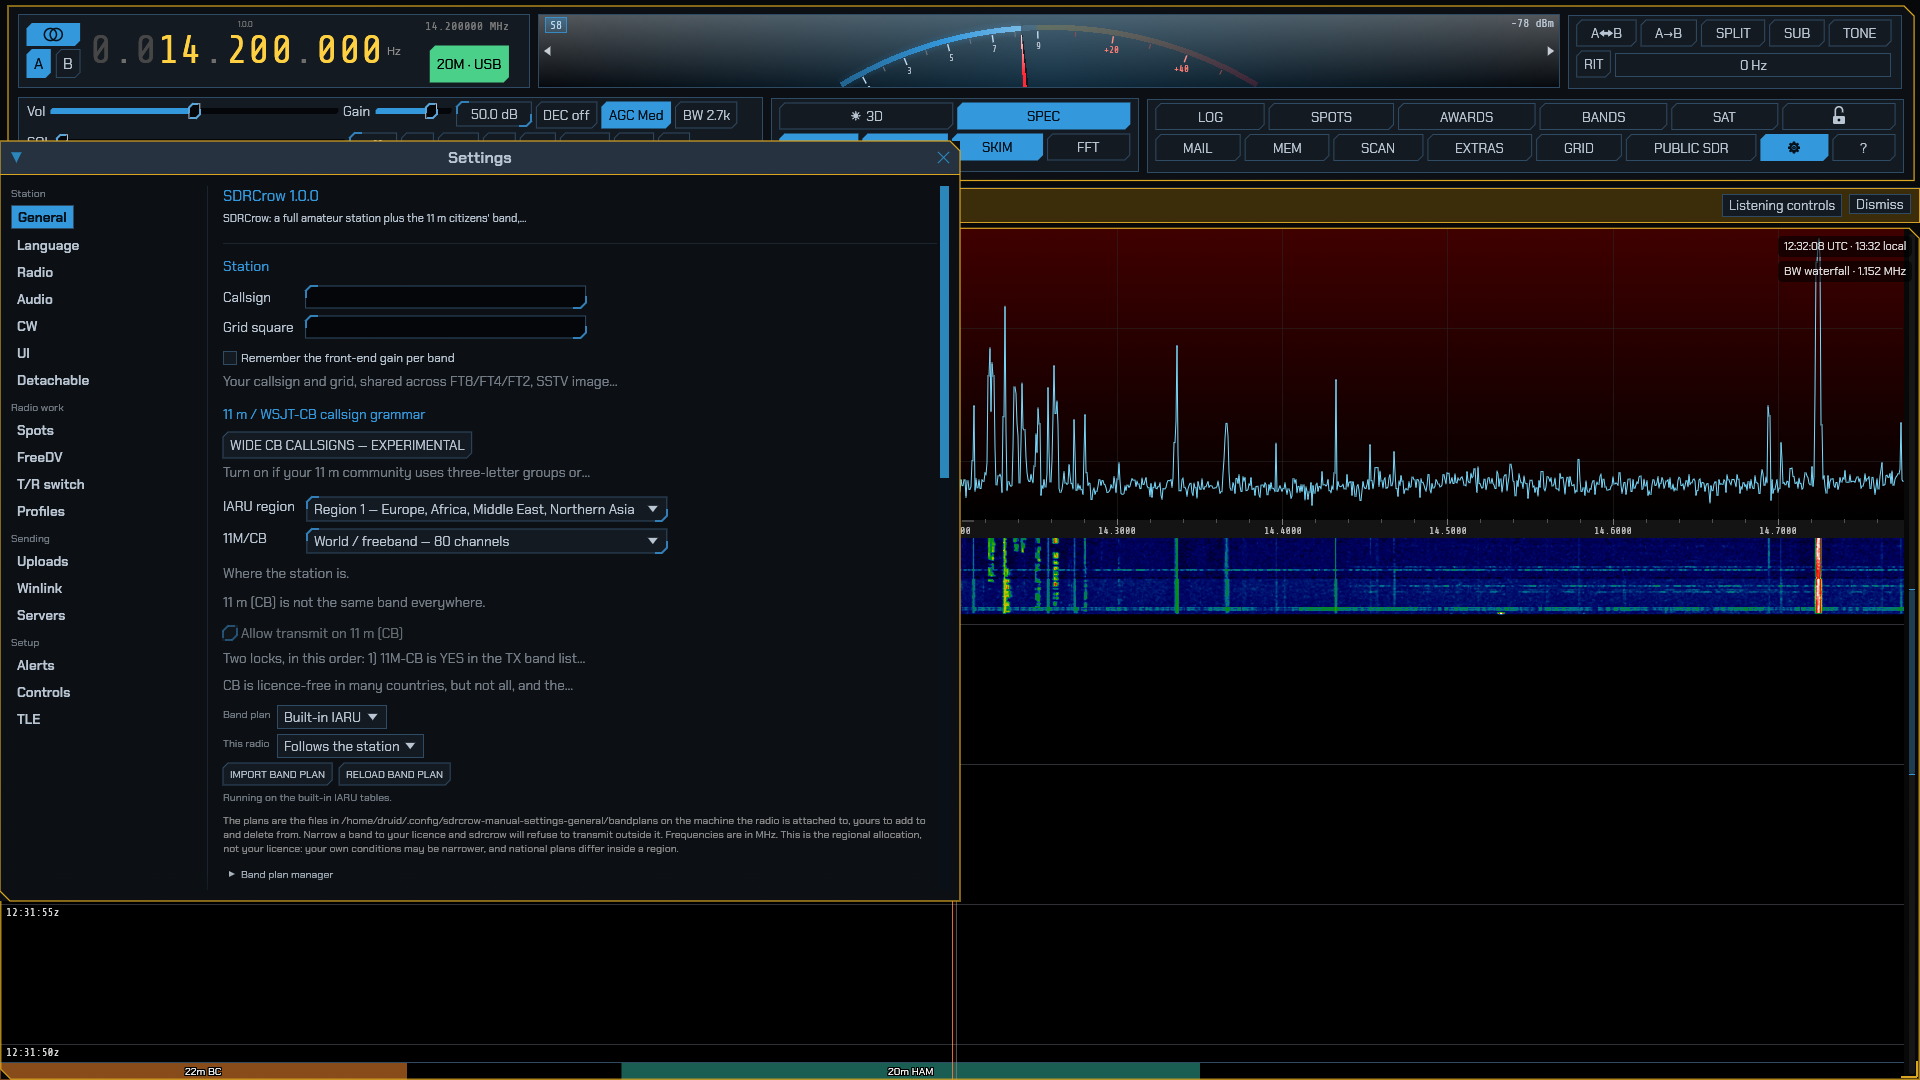 1.0.0
14.200000 MHz
A B 0.014.200.000 Hz
20M · USB
S8
-78 dBm
3 5 7 9 +20 +40
A⬌B A→B SPLIT SUB TONE
RIT 0 Hz
Vol Gain 50.0 dB DEC off AGC Med BW 2.7k
3D SPEC
SKIM FFT
LOG SPOTS AWARDS BANDS SAT
MAIL MEM SCAN EXTRAS GRID PUBLIC SDR ?
Settings
Listening controls Dismiss
Station
General
Language
Radio
Audio
CW
UI
Detachable
Radio work
Spots
FreeDV
T/R switch
Profiles
Sending
Uploads
Winlink
Servers
Setup
Alerts
Controls
TLE
SDRCrow 1.0.0
SDRCrow: a full amateur station plus the 11 m citizens' band,...
Station
Callsign
Grid square
Remember the front-end gain per band
Your callsign and grid, shared across FT8/FT4/FT2, SSTV image...
11 m / WSJT-CB callsign grammar
WIDE CB CALLSIGNS — EXPERIMENTAL
Turn on if your 11 m community uses three-letter groups or...
IARU region Region 1 — Europe, Africa, Middle East, Northern Asia
11M/CB World / freeband — 80 channels
Where the station is.
11 m (CB) is not the same band everywhere.
Allow transmit on 11 m (CB)
Two locks, in this order: 1) 11M-CB is YES in the TX band list...
CB is licence-free in many countries, but not all, and the...
Band plan Built-in IARU
This radio Follows the station
IMPORT BAND PLAN RELOAD BAND PLAN
Running on the built-in IARU tables.
The plans are the files in /home/druid/.config/sdrcrow-manual-settings-general/bandplans on the machine the radio is attached to, yours to add to
and delete from. Narrow a band to your licence and sdrcrow will refuse to transmit outside it. Frequencies are in MHz. This is the regional allocation,
not your licence: your own conditions may be narrower, and national plans differ inside a region.
Band plan manager
12:32:08 UTC · 13:32 local
BW waterfall · 1.152 MHz
14.3000 14.4000 14.5000 14.6000 14.7000
12:31:55z
12:31:50z
22m BC 20m HAM